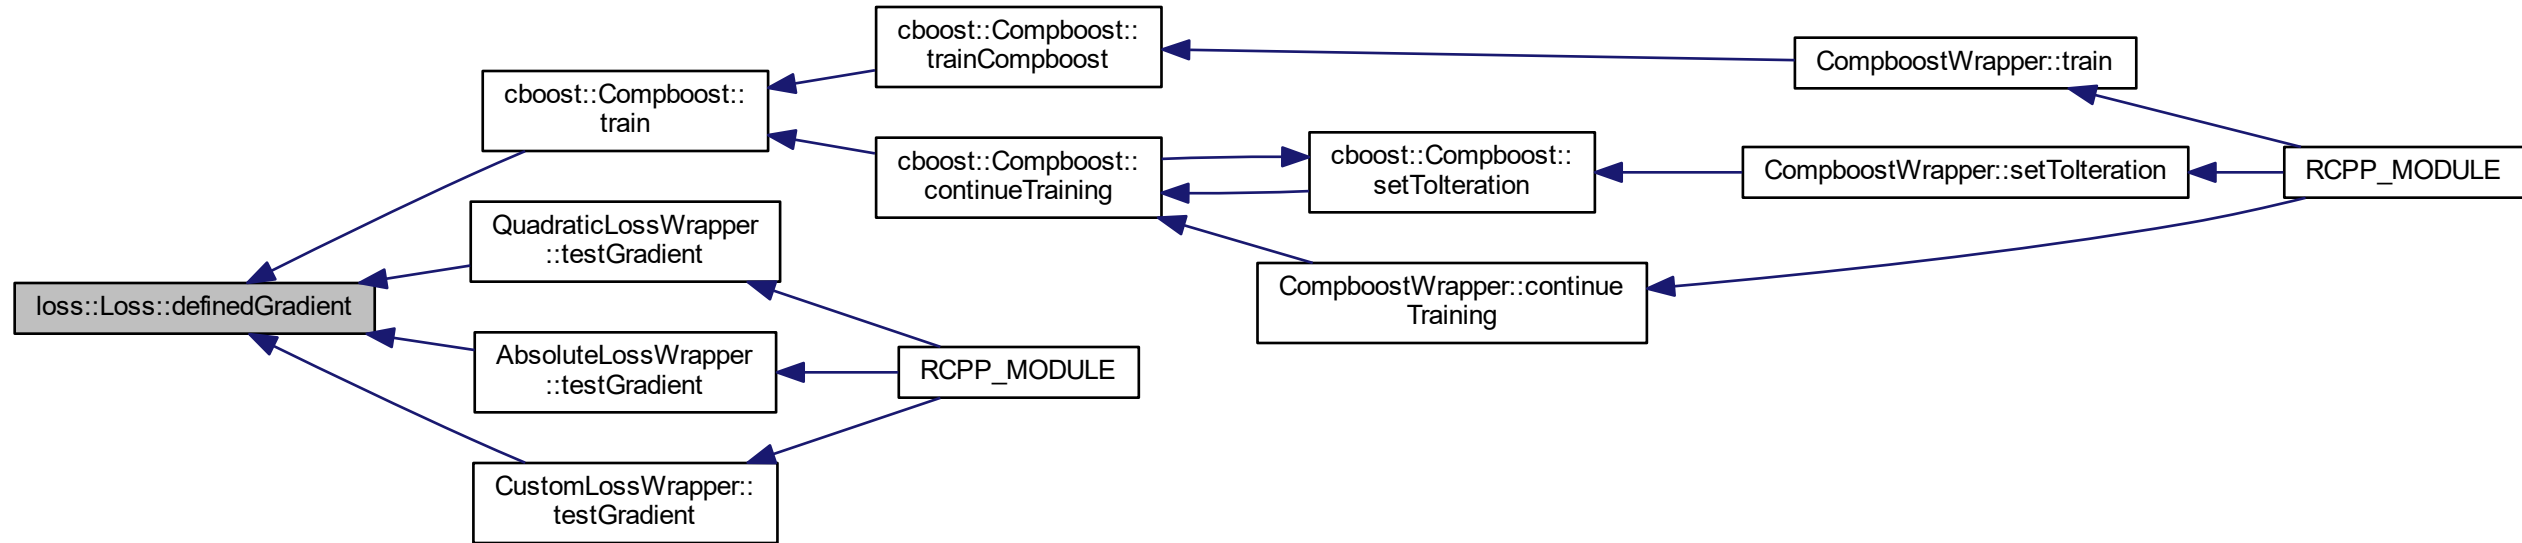 cboost::Compboost::
trainCompboost
CompboostWrapper::train
cboost::Compboost::
train
cboost::Compboost::
continueTraining
cboost::Compboost::
setToIteration
CompboostWrapper::setToIteration
RCPP_MODULE
QuadraticLossWrapper
::testGradient
CompboostWrapper::continue
Training
loss::Loss::definedGradient
AbsoluteLossWrapper
::testGradient
RCPP_MODULE
CustomLossWrapper::
testGradient